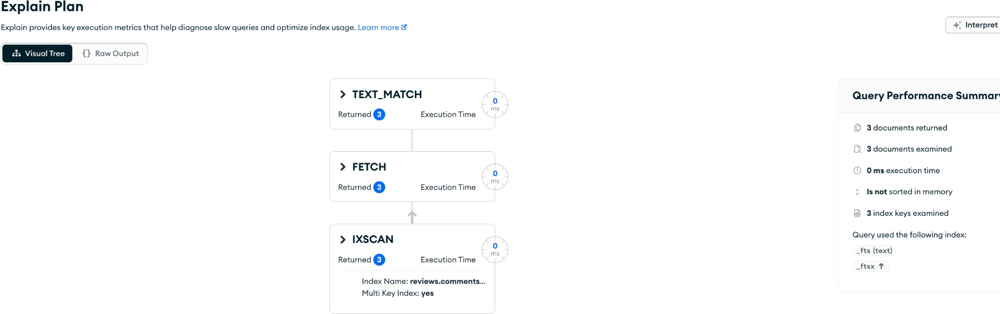 Explain Plan
Explain provides key execution metrics that help diagnose slow queries and optimize index usage. Learn more
Interpret
Visual Tree
{} Raw Output
TEXT_MATCH
Returned 3 Execution Time 0 ms
FETCH
Returned 3 Execution Time 0 ms
IXSCAN
Returned 3 Execution Time 0 ms
Index Name: reviews.comments...
Multi Key Index: yes
Query Performance Summary
3 documents returned
3 documents examined
0 ms execution time
Is not sorted in memory
3 index keys examined
Query used the following index:
_fts (text)
_ftsx ↑